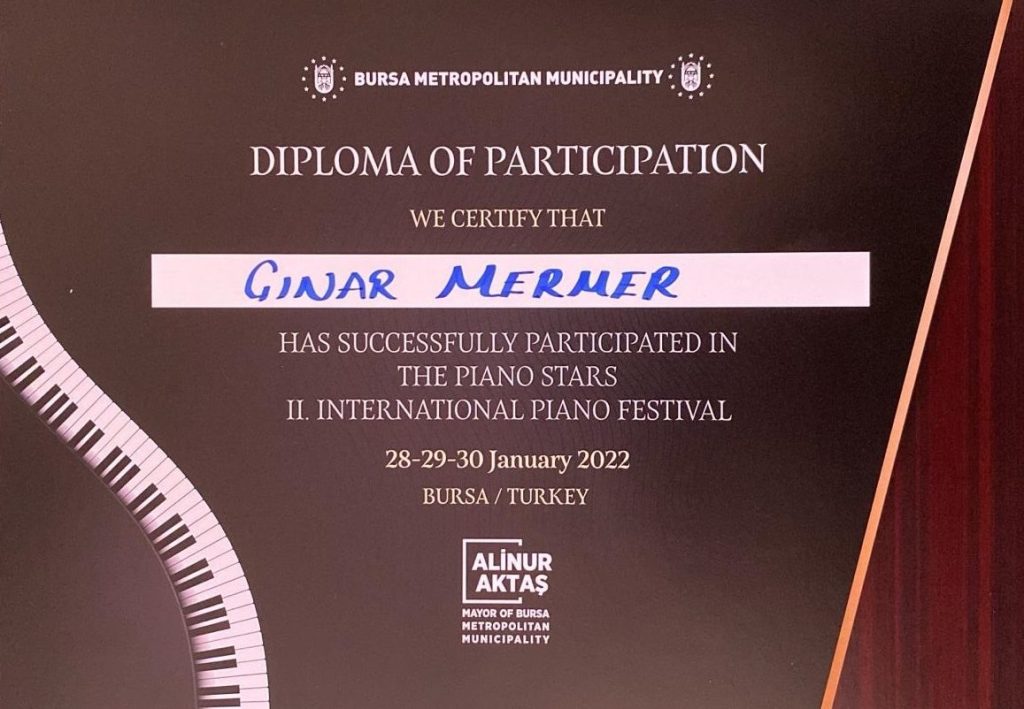 BURSA METROPOLITAN MUNICIPALITY
DIPLOMA OF PARTICIPATION
WE CERTIFY THAT
GINAR MERMER
HAS SUCCESSFULLY PARTICIPATED IN
THE PIANO STARS
II. INTERNATIONAL PIANO FESTIVAL
28-29-30 January 2022
BURSA / TURKEY
ALİNUR
AKTAŞ
MAYOR OF BURSA
METROPOLITAN
MUNICIPALITY